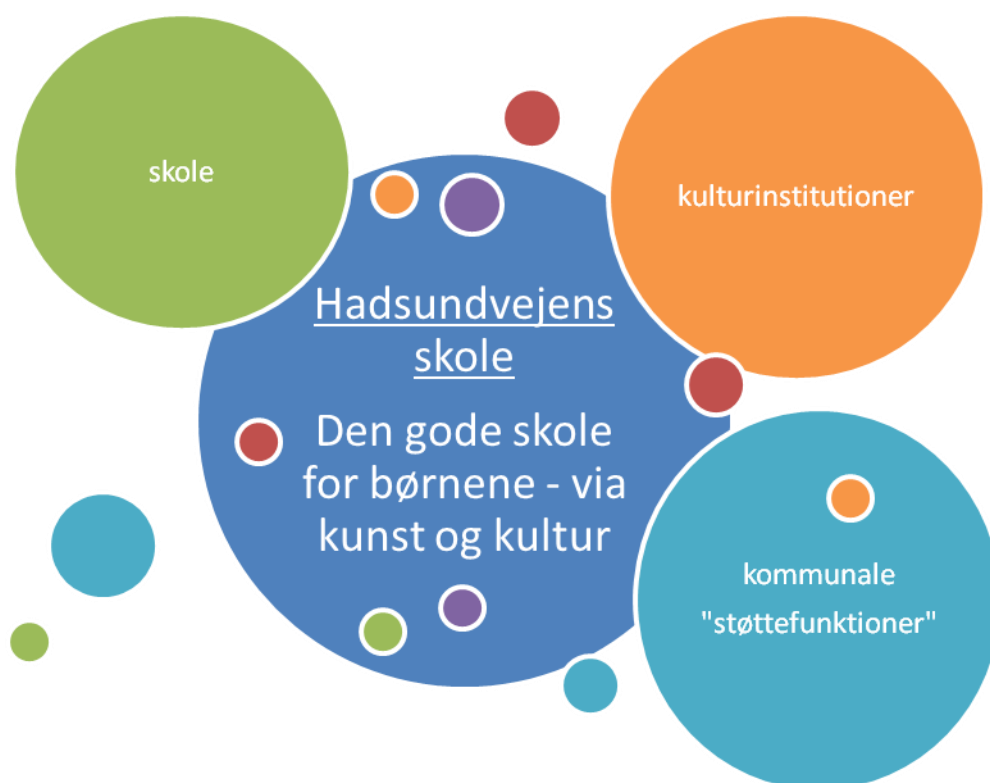 skole
kulturinstitutioner
Hadsundvejens
skole
Den gode skole
for børnene - via
kunst og kultur
kommunale
"støttefunktioner"